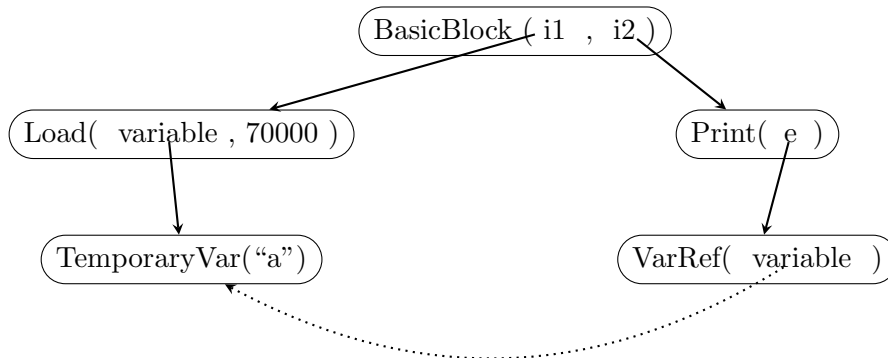 BasicBlock ( i1 , i2 )
Load( variable , 70000 )
Print( e )
TemporaryVar(“a”)
VarRef( variable )